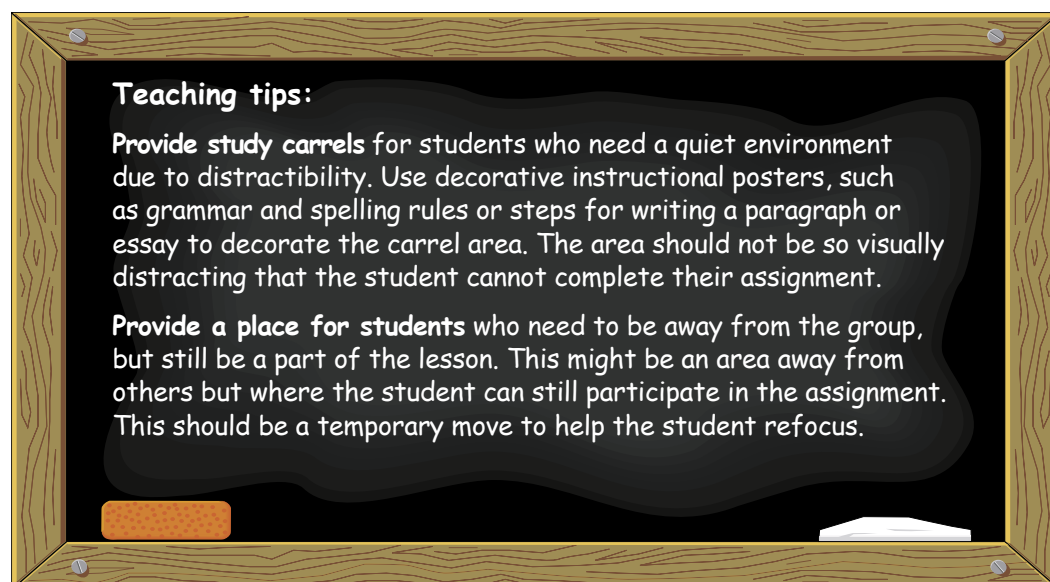 Teaching tips:
Provide study carrels for students who need a quiet environment
due to distractibility. Use decorative instructional posters, such
as grammar and spelling rules or steps for writing a paragraph or
essay to decorate the carrel area. The area should not be so visually
distracting that the student cannot complete their assignment.
Provide a place for students who need to be away from the group,
but still be a part of the lesson. This might be an area away from
others but where the student can still participate in the assignment.
This should be a temporary move to help the student refocus.